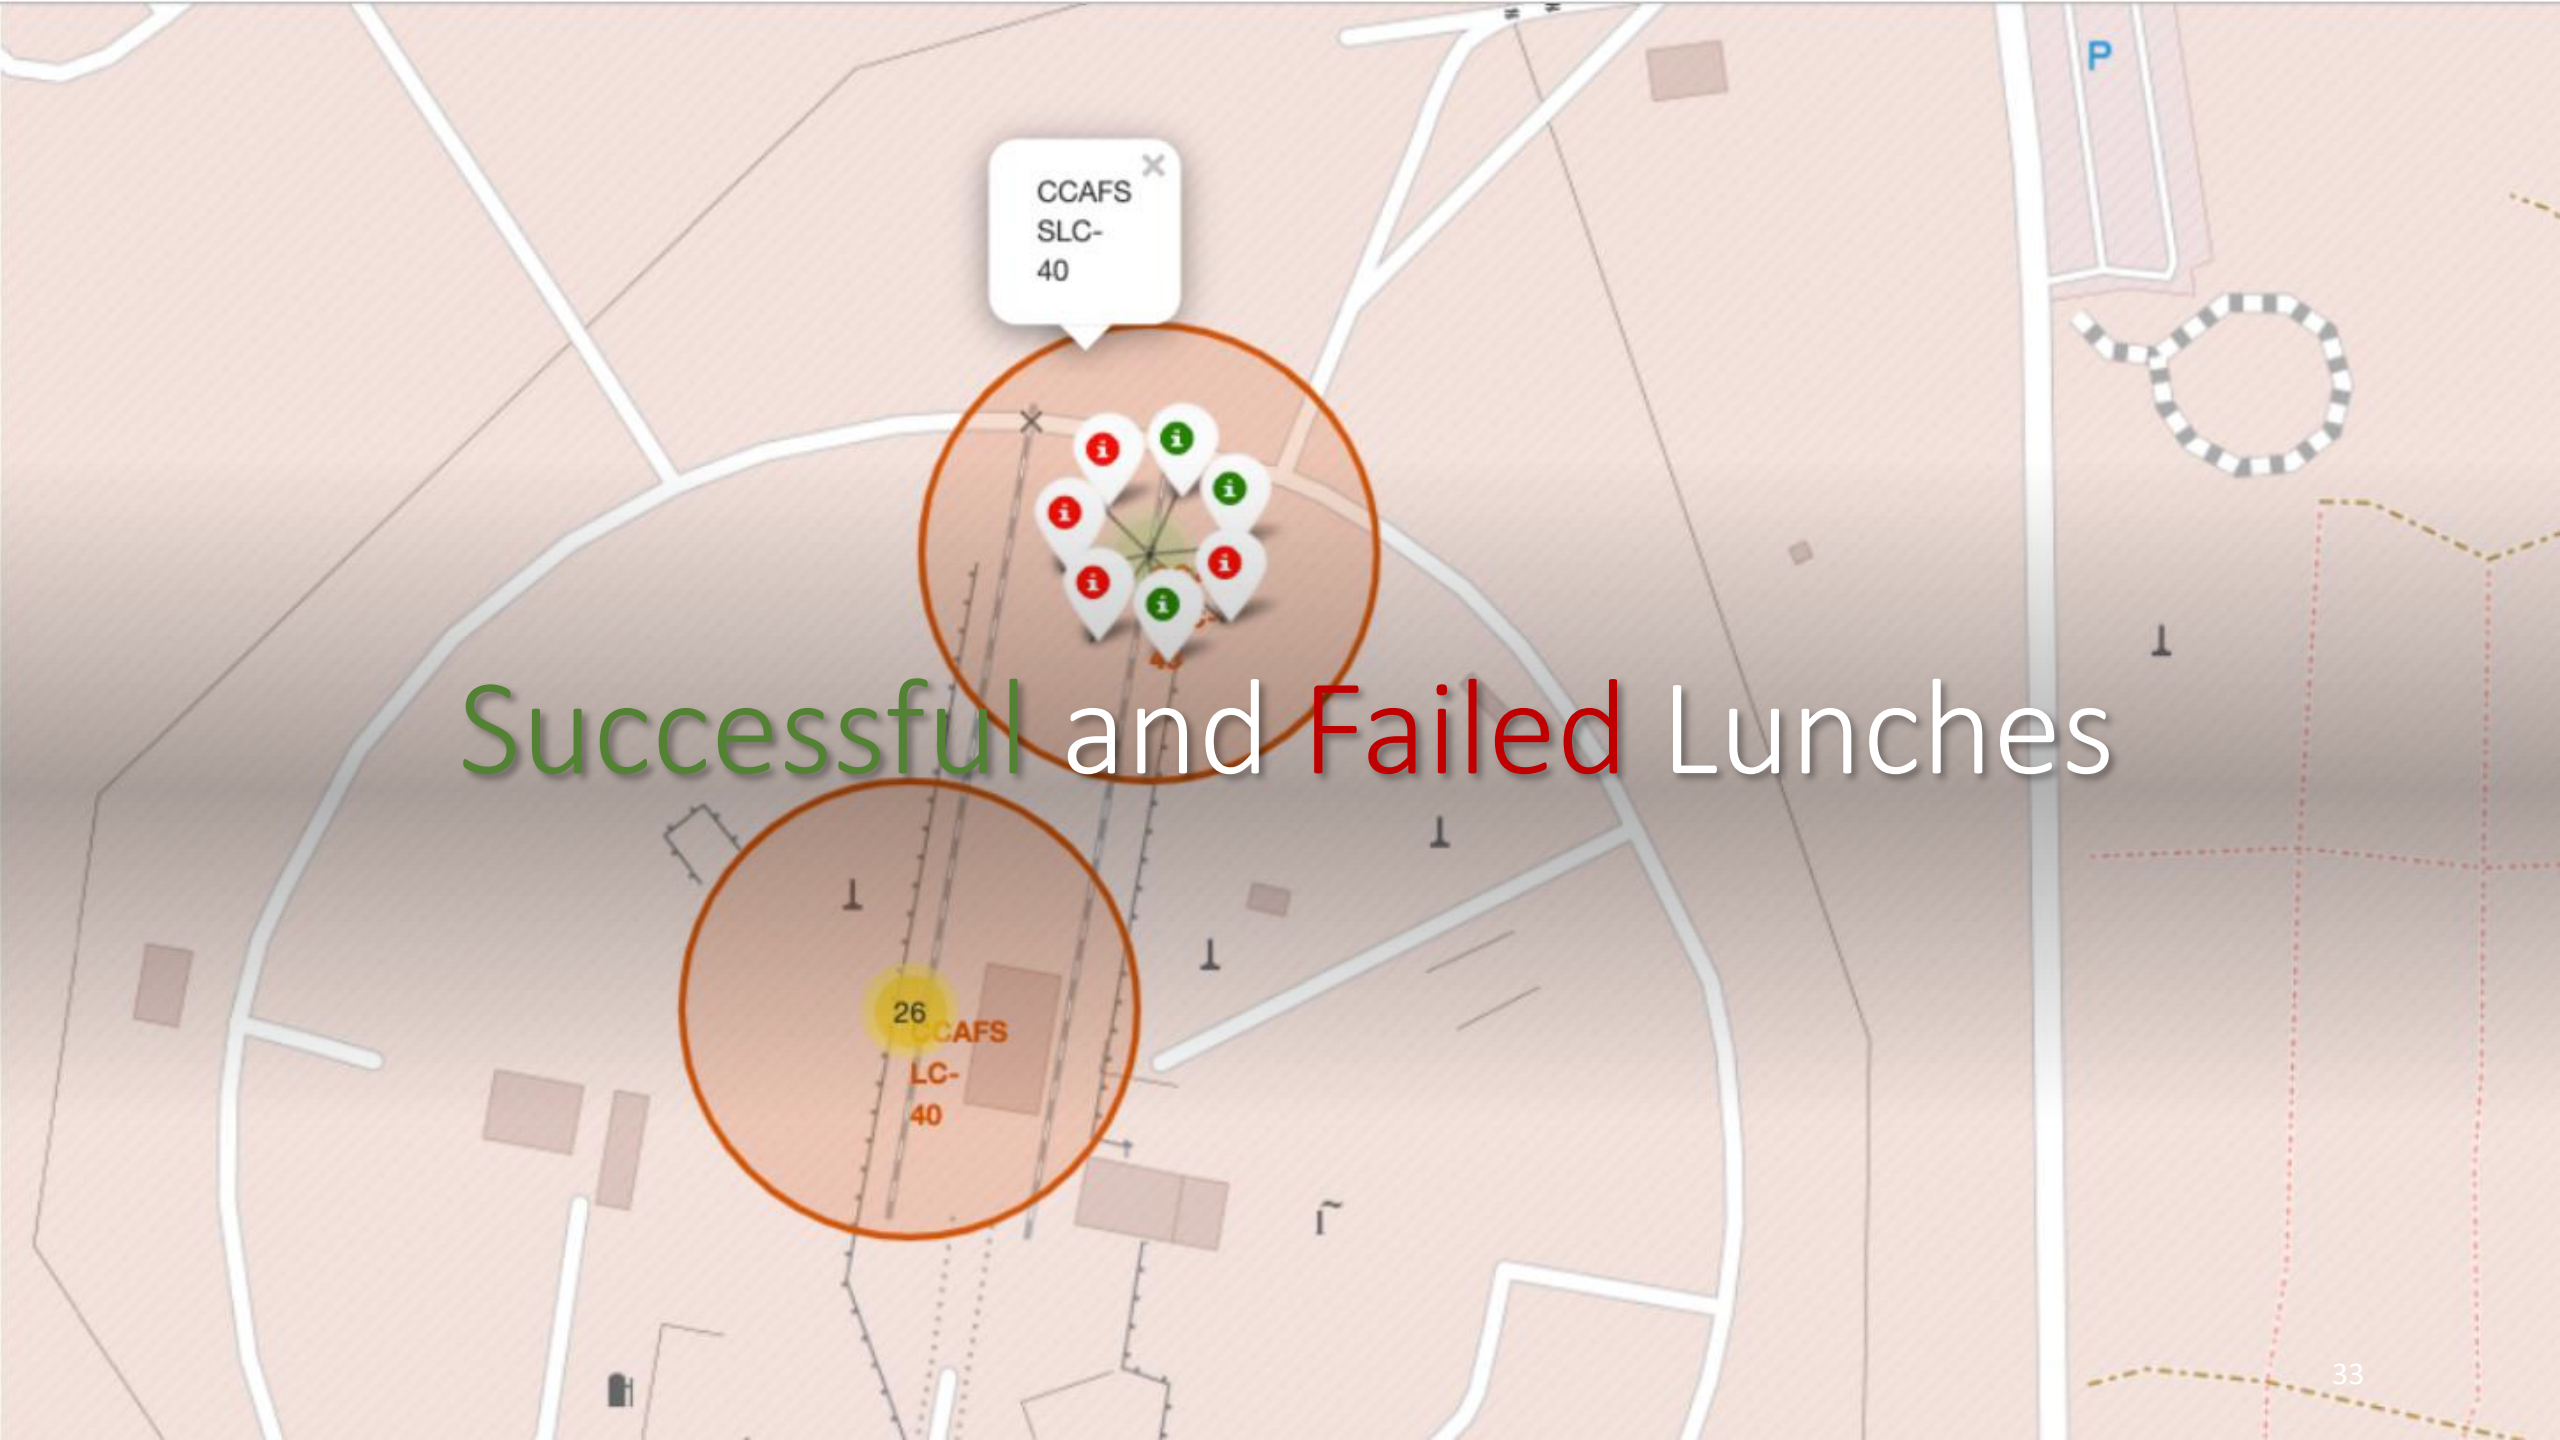 P
×
CCAFS
SLC-
40
Successful and Failed Lunches
26
CCAFS
LC-
40
33